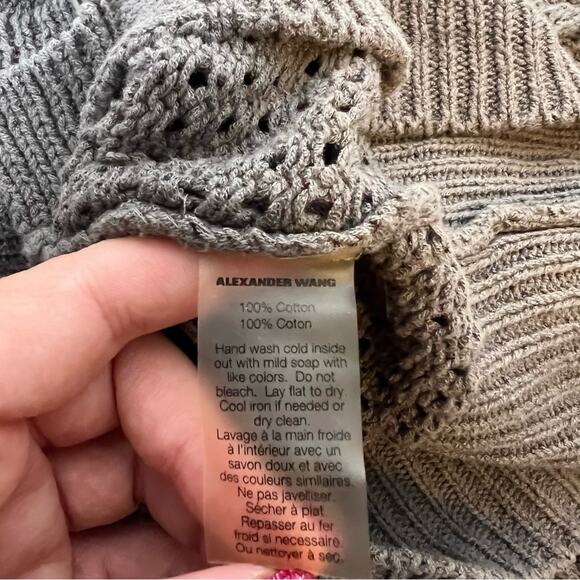 ALEXANDER WANG
100% Cotton
100% Coton
Hand wash cold inside
out with mild soap with
like colors. Do not
bleach. Lay flat to dry.
Cool iron if needed or
dry clean.
Lavage à la main froide
à l'intérieur avec un
savon doux et avec
des couleurs similaires.
Ne pas javelliser.
Sécher à plat
Repasser au fer
froid si necessaire.
Ou nettoyer à sec.